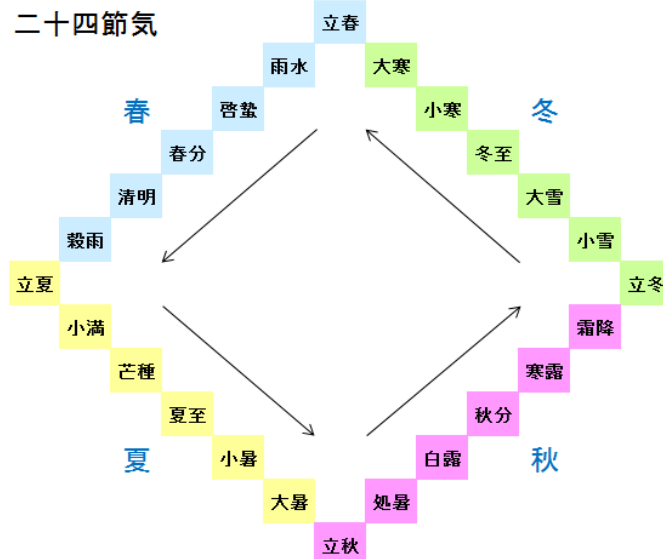 二十四節気
立春
雨水
大寒
春
啓蟄
小寒
冬
春分
冬至
清明
大雪
穀雨
小雪
立夏
立冬
小満
霜降
芒種
寒露
夏至
秋分
夏
小暑
白露
秋
大暑
処暑
立秋